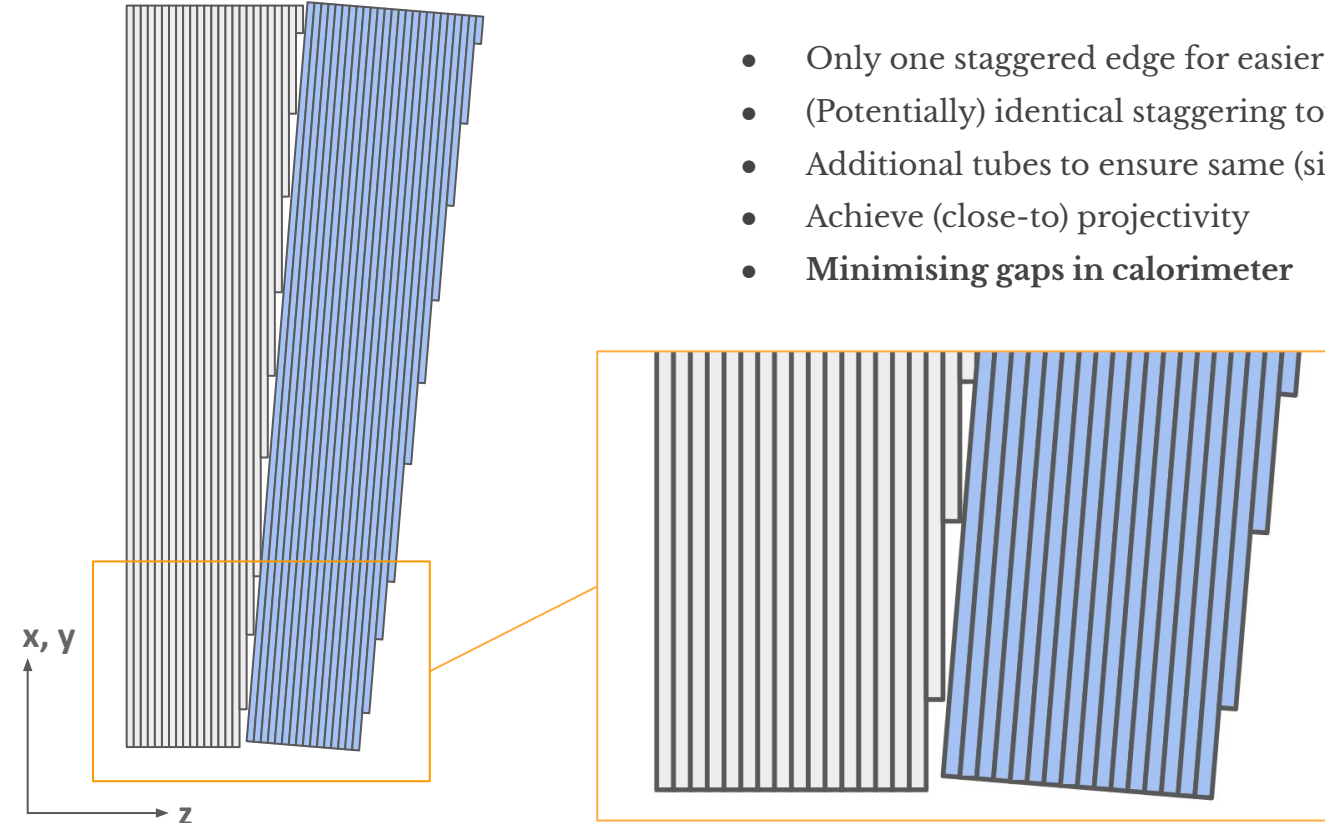 ● Only one staggered edge for easier
● (Potentially) identical staggering to
● Additional tubes to ensure same (si
● Achieve (close-to) projectivity
● Minimising gaps in calorimeter
x, y
z